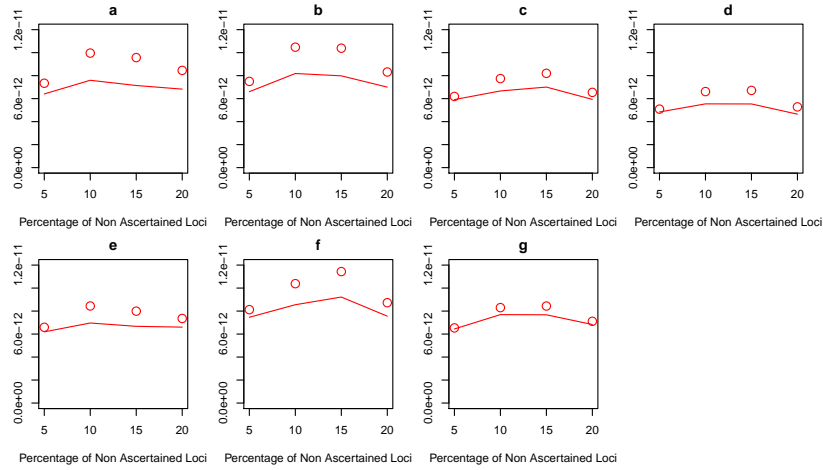 a
b
c
d
0.0e+00 6.0e-12 1.2e-11
0.0e+00 6.0e-12 1.2e-11
0.0e+00 6.0e-12 1.2e-11
0.0e+00 6.0e-12 1.2e-11
5 10 15 20
5 10 15 20
5 10 15 20
5 10 15 20
Percentage of Non Ascertained Loci
Percentage of Non Ascertained Loci
Percentage of Non Ascertained Loci
Percentage of Non Ascertained Loci
e
f
g
0.0e+00 6.0e-12 1.2e-11
0.0e+00 6.0e-12 1.2e-11
0.0e+00 6.0e-12 1.2e-11
5 10 15 20
5 10 15 20
5 10 15 20
Percentage of Non Ascertained Loci
Percentage of Non Ascertained Loci
Percentage of Non Ascertained Loci